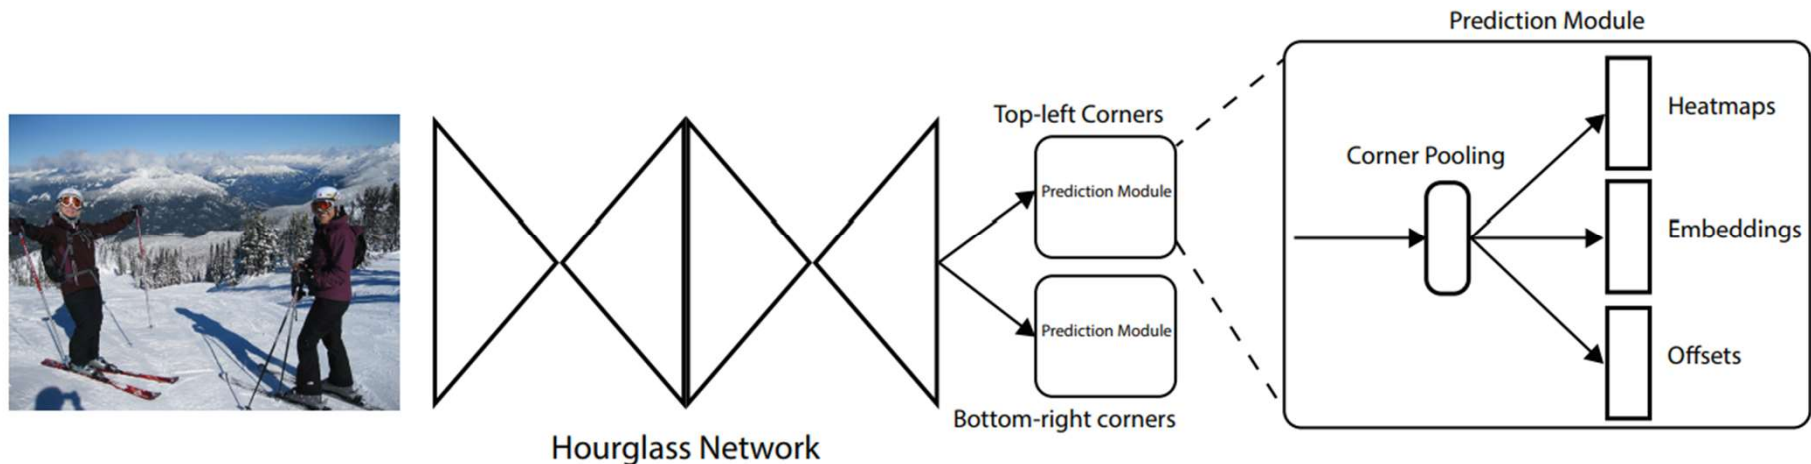 Prediction Module
Top-left Corners
Heatmaps
Corner Pooling
Prediction Module
Embeddings
Prediction Module
Offsets
Bottom-right corners
Hourglass Network